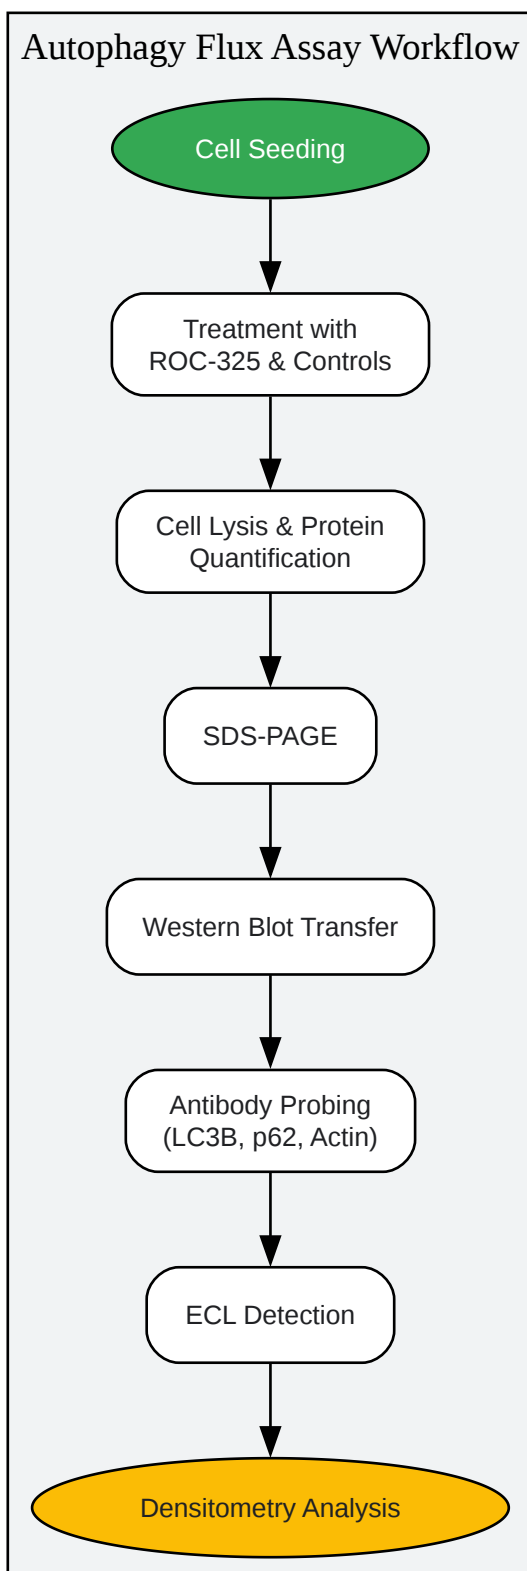 Autophagy Flux Assay Workflow
Cell Seeding
Treatment with
ROC-325 & Controls
Cell Lysis & Protein
Quantification
SDS-PAGE
Western Blot Transfer
Antibody Probing
(LC3B, p62, Actin)
ECL Detection
Densitometry Analysis